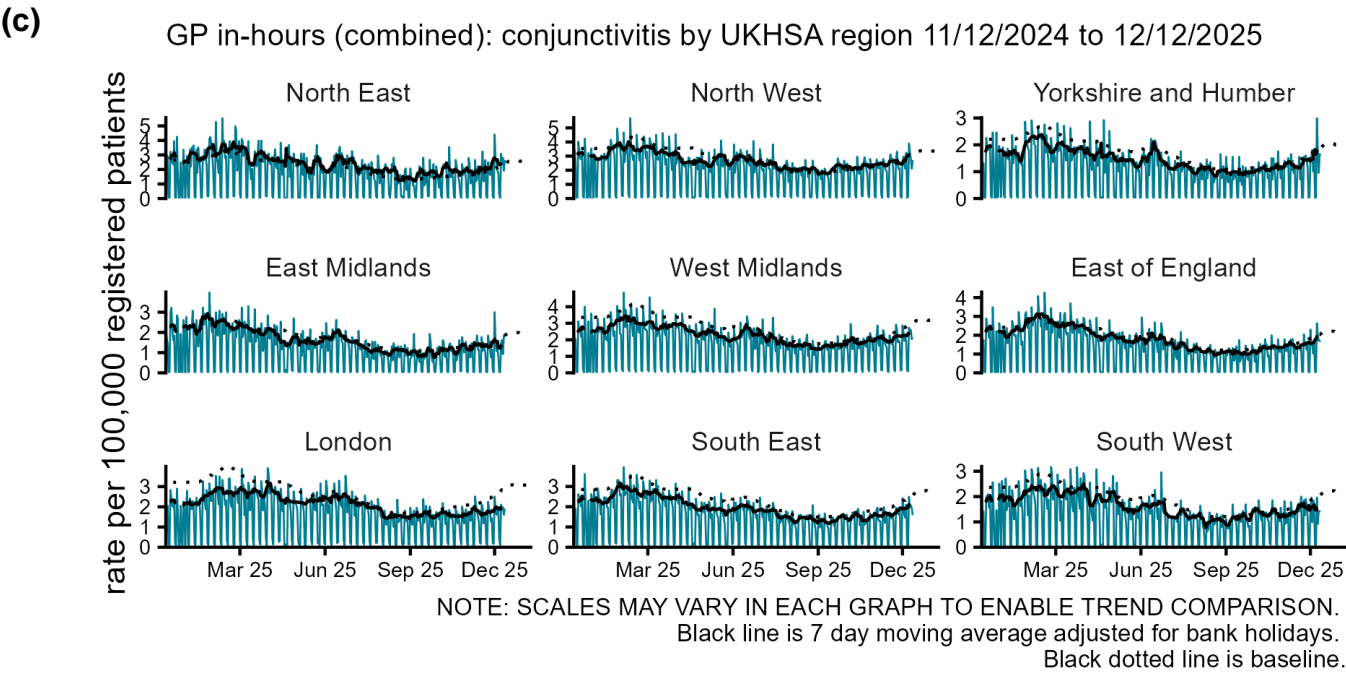 (c)
GP in-hours (combined): conjunctivitis by UKHSA region 11/12/2024 to 12/12/2025
rate per 100,000 registered patients
North East
5
4
3
2
1
0
North West
5
4
3
2
1
0
Yorkshire and Humber
3
2
1
0
East Midlands
3
2
1
0
West Midlands
4
3
2
1
0
East of England
4
3
2
1
0
London
3
2
1
0
South East
3
2
1
0
South West
3
2
1
0
Mar 25 Jun 25 Sep 25 Dec 25
Mar 25 Jun 25 Sep 25 Dec 25
Mar 25 Jun 25 Sep 25 Dec 25
NOTE: SCALES MAY VARY IN EACH GRAPH TO ENABLE TREND COMPARISON.
Black line is 7 day moving average adjusted for bank holidays.
Black dotted line is baseline.